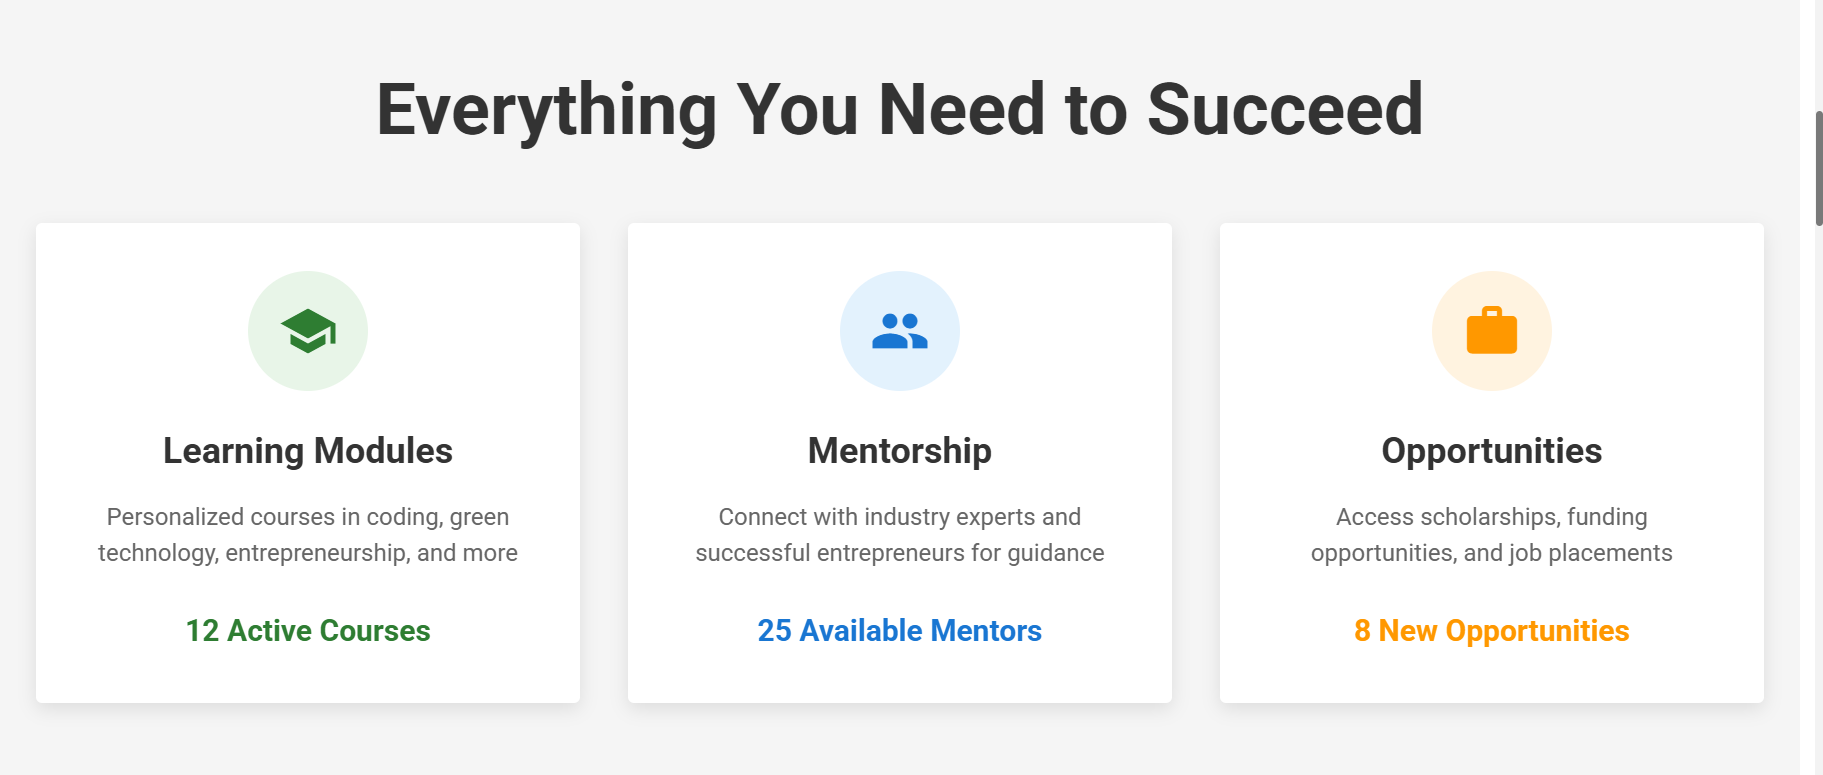 Everything You Need to Succeed
Learning Modules
Personalized courses in coding, green
technology, entrepreneurship, and more
12 Active Courses
Mentorship
Connect with industry experts and
successful entrepreneurs for guidance
25 Available Mentors
Opportunities
Access scholarships, funding
opportunities, and job placements
8 New Opportunities